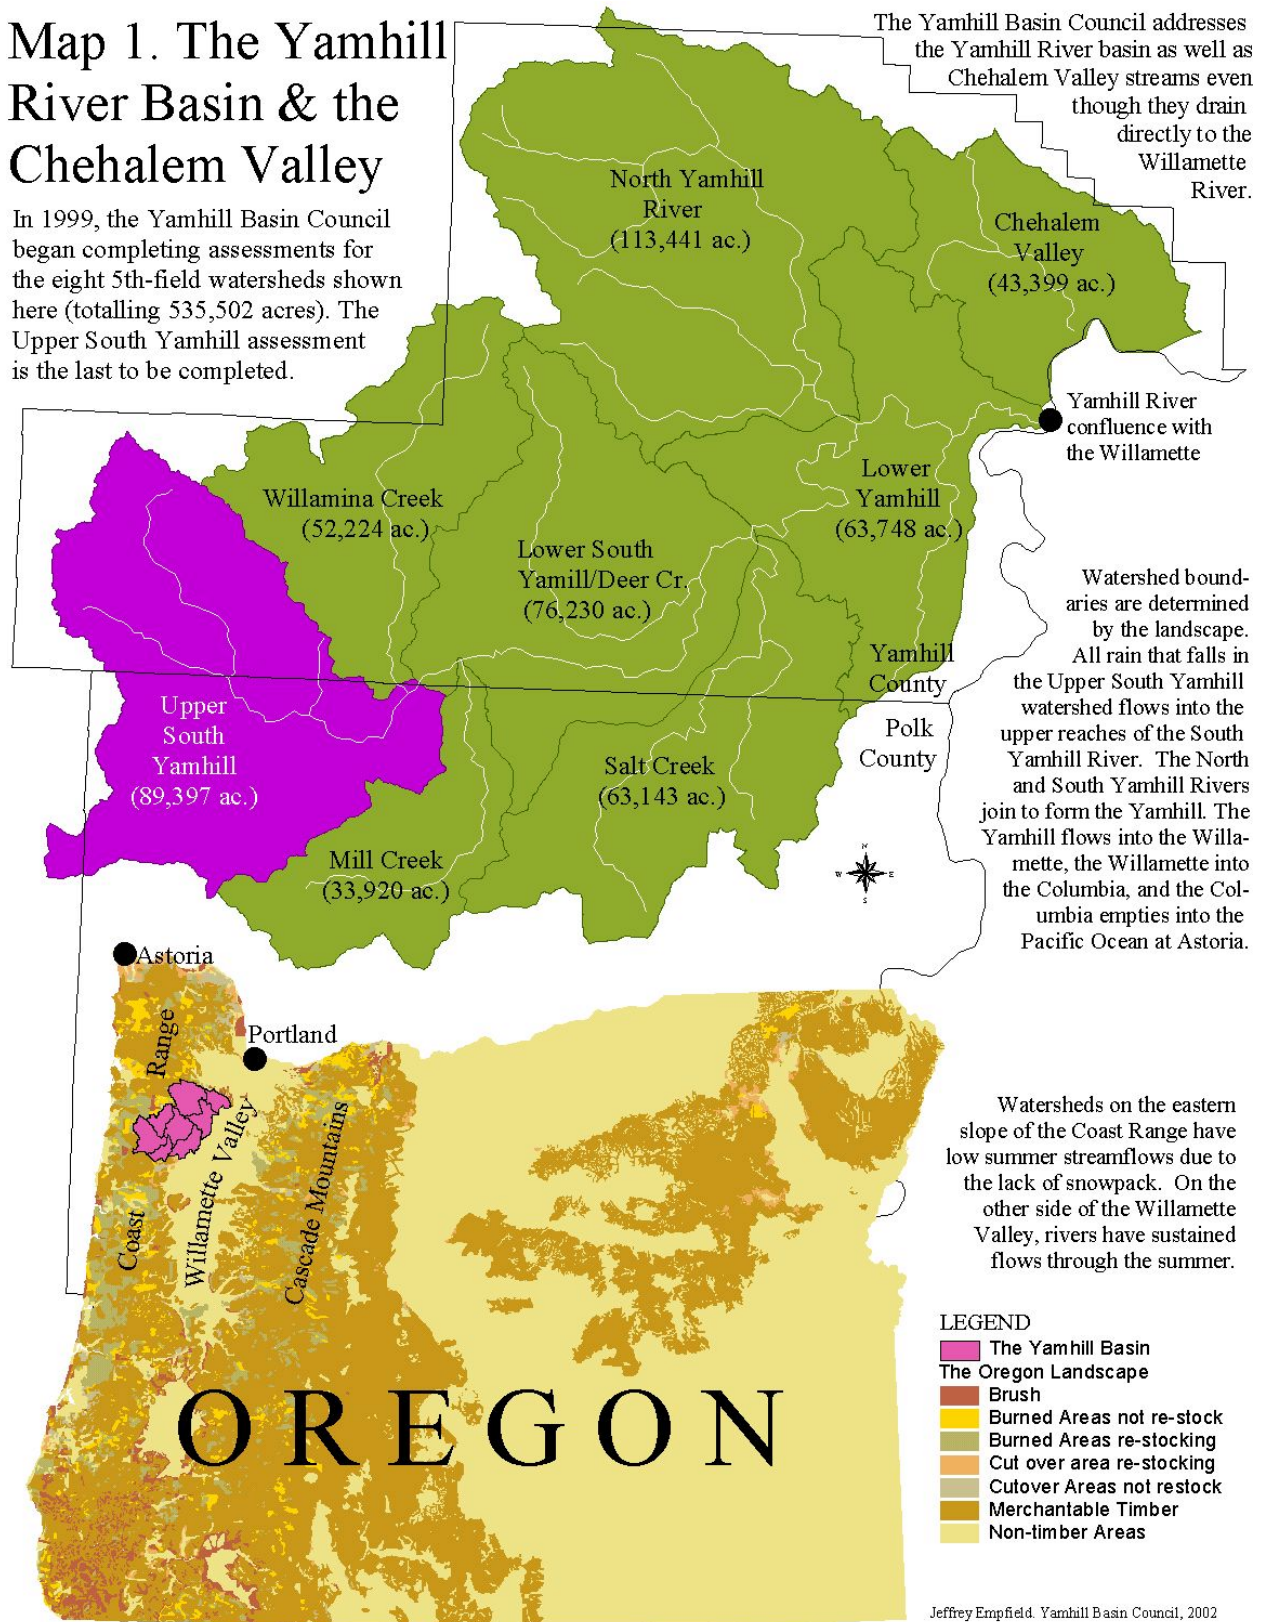 Map 1. The Yamhill
River Basin & the
Chehalem Valley
In 1999, the Yamhill Basin Council
began completing assessments for
the eight 5th-field watersheds shown
here (totalling 535,502 acres). The
Upper South Yamhill assessment
is the last to be completed.
The Yamhill Basin Council addresses
the Yamhill River basin as well as
Chehalem Valley streams even
though they drain
directly to the
Willamette
River.
North Yamhill
River
(113,441 ac.)
Chehalem
Valley
(43,399 ac.)
Yamhill River
confluence with
the Willamette
Willamina Creek
(52,224 ac.)
Lower
Yamhill
(63,748 ac.)
Lower South
Yamill/Deer Cr.
(76,230 ac.)
Watershed bound-
aries are determined
by the landscape.
All rain that falls in
the Upper South Yamhill
watershed flows into the
upper reaches of the South
Yamhill River. The North
and South Yamhill Rivers
join to form the Yamhill. The
Yamhill flows into the Willa-
mette, the Willamette into
the Columbia, and the Col-
umbia empties into the
Pacific Ocean at Astoria.
Yamhill
County
Polk
County
Upper
South
Yamhill
(89,397 ac.)
Salt Creek
(63,143 ac.)
Mill Creek
(33,920 ac.)
N
W
E
S
Astoria
Portland
Coast Range
Willamette Valley
Cascade Mountains
OREGON
Watersheds on the eastern
slope of the Coast Range have
low summer streamflows due to
the lack of snowpack. On the
other side of the Willamette
Valley, rivers have sustained
flows through the summer.
LEGEND
The Yamhill Basin
The Oregon Landscape
Brush
Burned Areas not re-stock
Burned Areas re-stocking
Cut over area re-stocking
Cutover Areas not restock
Merchantable Timber
Non-timber Areas
Jeffrey Empfield. Yamhill Basin Council, 2002